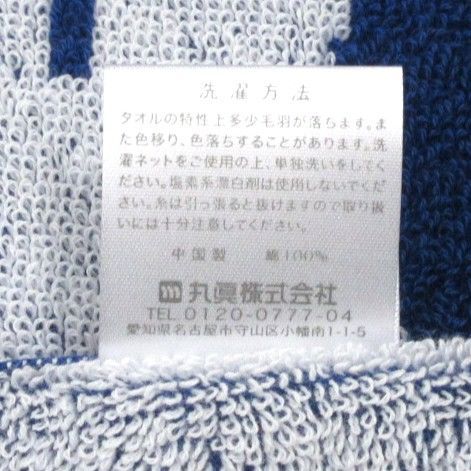 洗濯方法
タオルの特性上多少毛羽が落ちます。ま
た色移り、色落ちすることがあります。洗
濯ネットをご使用の上、単独洗いをしてく
ださい。塩素系漂白剤は使用しないでくだ
さい。糸は引っ張ると抜けますので取り扱
いには十分注意してください。
中国製 綿100%
丸眞株式会社
TEL.0120-0777-04
愛知県名古屋市守山区小幡南1-1-5